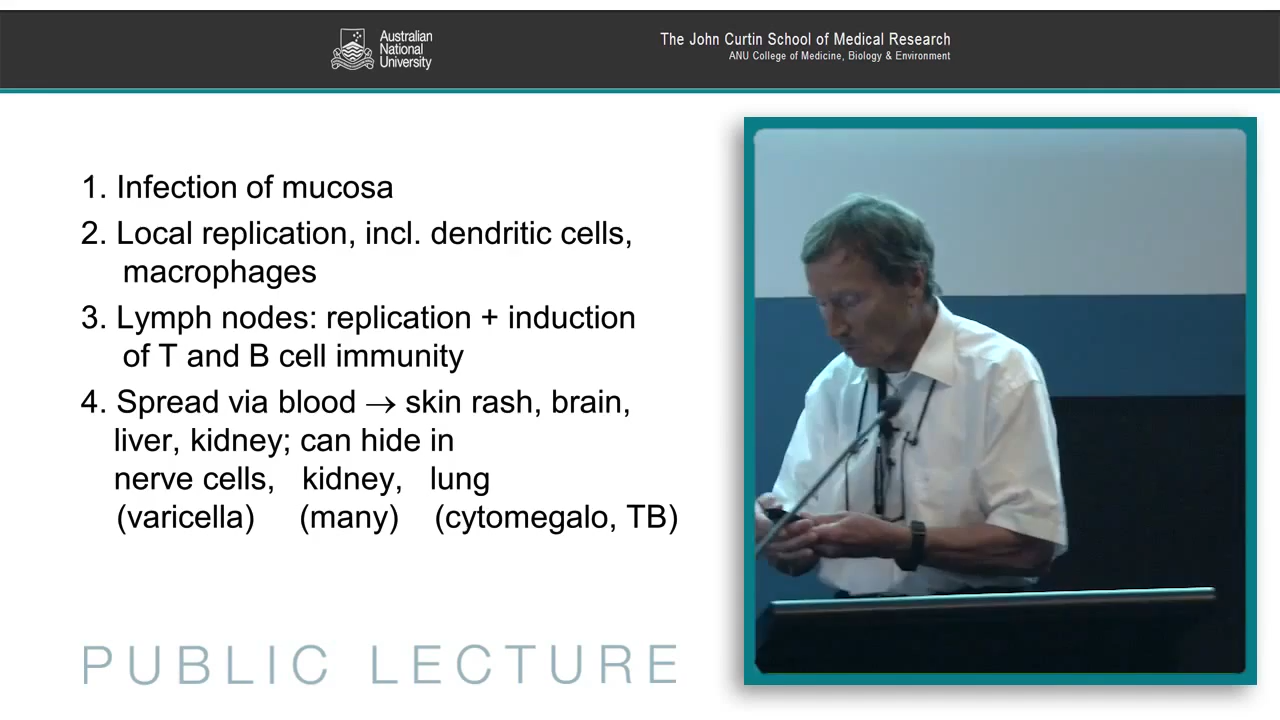 Australian
National
University
The John Curtin School of Medical Research
ANU College of Medicine, Biology & Environment
1. Infection of mucosa
2. Local replication, incl. dendritic cells,
macrophages
3. Lymph nodes: replication + induction
of T and B cell immunity
4. Spread via blood → skin rash, brain,
liver, kidney; can hide in
nerve cells, kidney, lung
(varicella) (many) (cytomegalo, TB)
PUBLIC LECTURE